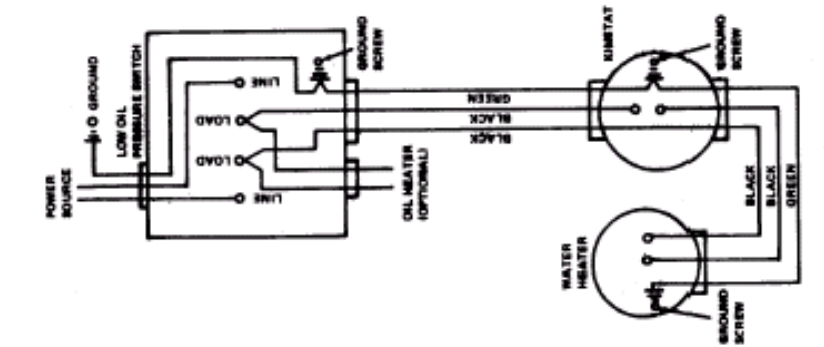 GROUND
LOW OIL
PRESSURE SWITCH
POWER
SOURCE
LINE
LOAD
LOAD
LINE
GROUND
SCREW
OIL HEATER
(OPTIONAL)
GREEN
BLACK
BLACK
KIMSTAT
GROUND
SCREW
BLACK
BLACK
GREEN
WATER
HEATER
GROUND
SCREW